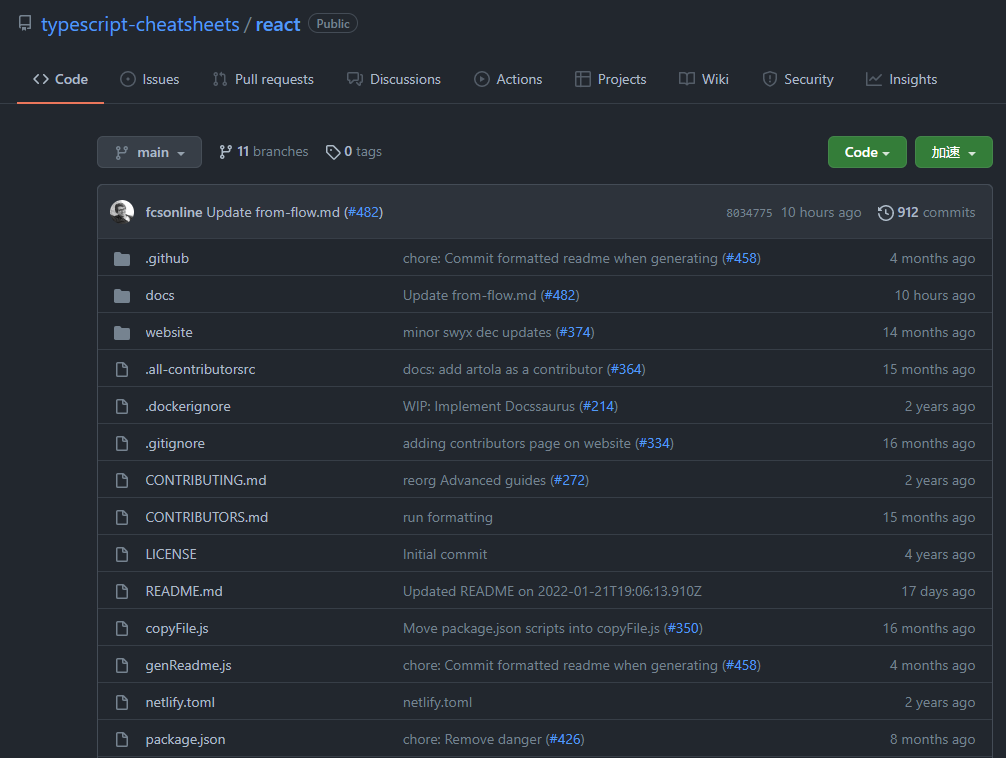 typescript-cheatsheets / react Public
Code Issues Pull requests Discussions Actions Projects Wiki Security Insights
main 11 branches 0 tags Code 加速
fcsonline Update from-flow.md (#482) 8034775 10 hours ago 912 commits
.github chore: Commit formatted readme when generating (#458) 4 months ago
docs Update from-flow.md (#482) 10 hours ago
website minor swyx dec updates (#374) 14 months ago
.all-contributorsrc docs: add artola as a contributor (#364) 15 months ago
.dockerignore WIP: Implement Docssaurus (#214) 2 years ago
.gitignore adding contributors page on website (#334) 16 months ago
CONTRIBUTING.md reorg Advanced guides (#272) 2 years ago
CONTRIBUTORS.md run formatting 15 months ago
LICENSE Initial commit 4 years ago
README.md Updated README on 2022-01-21T19:06:13.910Z 17 days ago
copyFile.js Move package.json scripts into copyFile.js (#350) 16 months ago
genReadme.js chore: Commit formatted readme when generating (#458) 4 months ago
netlify.toml netlify.toml 2 years ago
package.json chore: Remove danger (#426) 8 months ago